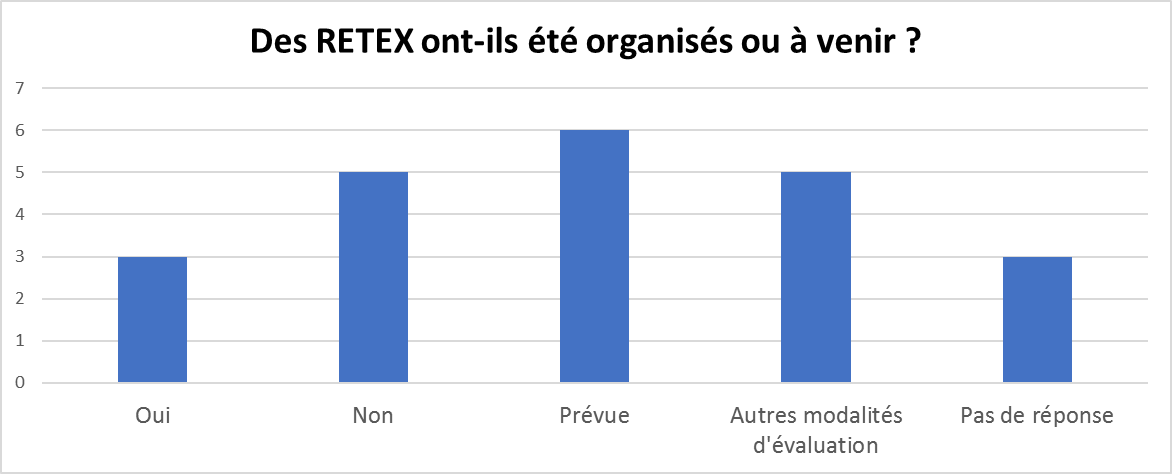 Des RETEX ont-ils été organisés ou à venir ?
7
6
5
4
3
2
1
0
Oui
Non
Prévue
Autres modalités
d'évaluation
Pas de réponse